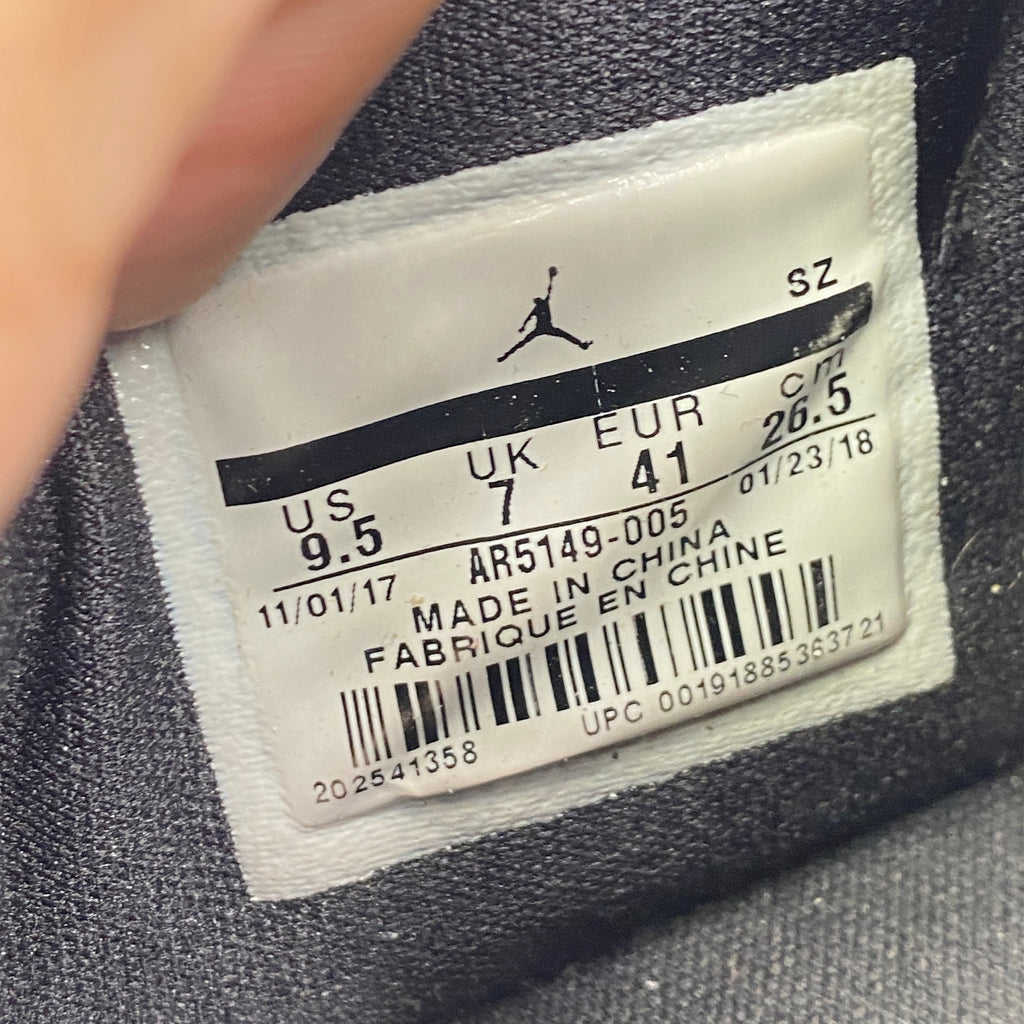 SZ
US UK EUR cm
9.5 7 41 26.5
11/01/17 AR5149-005 01/23/18
MADE IN CHINA
FABRIQUE EN CHINE
202541358 UPC 00191885363721